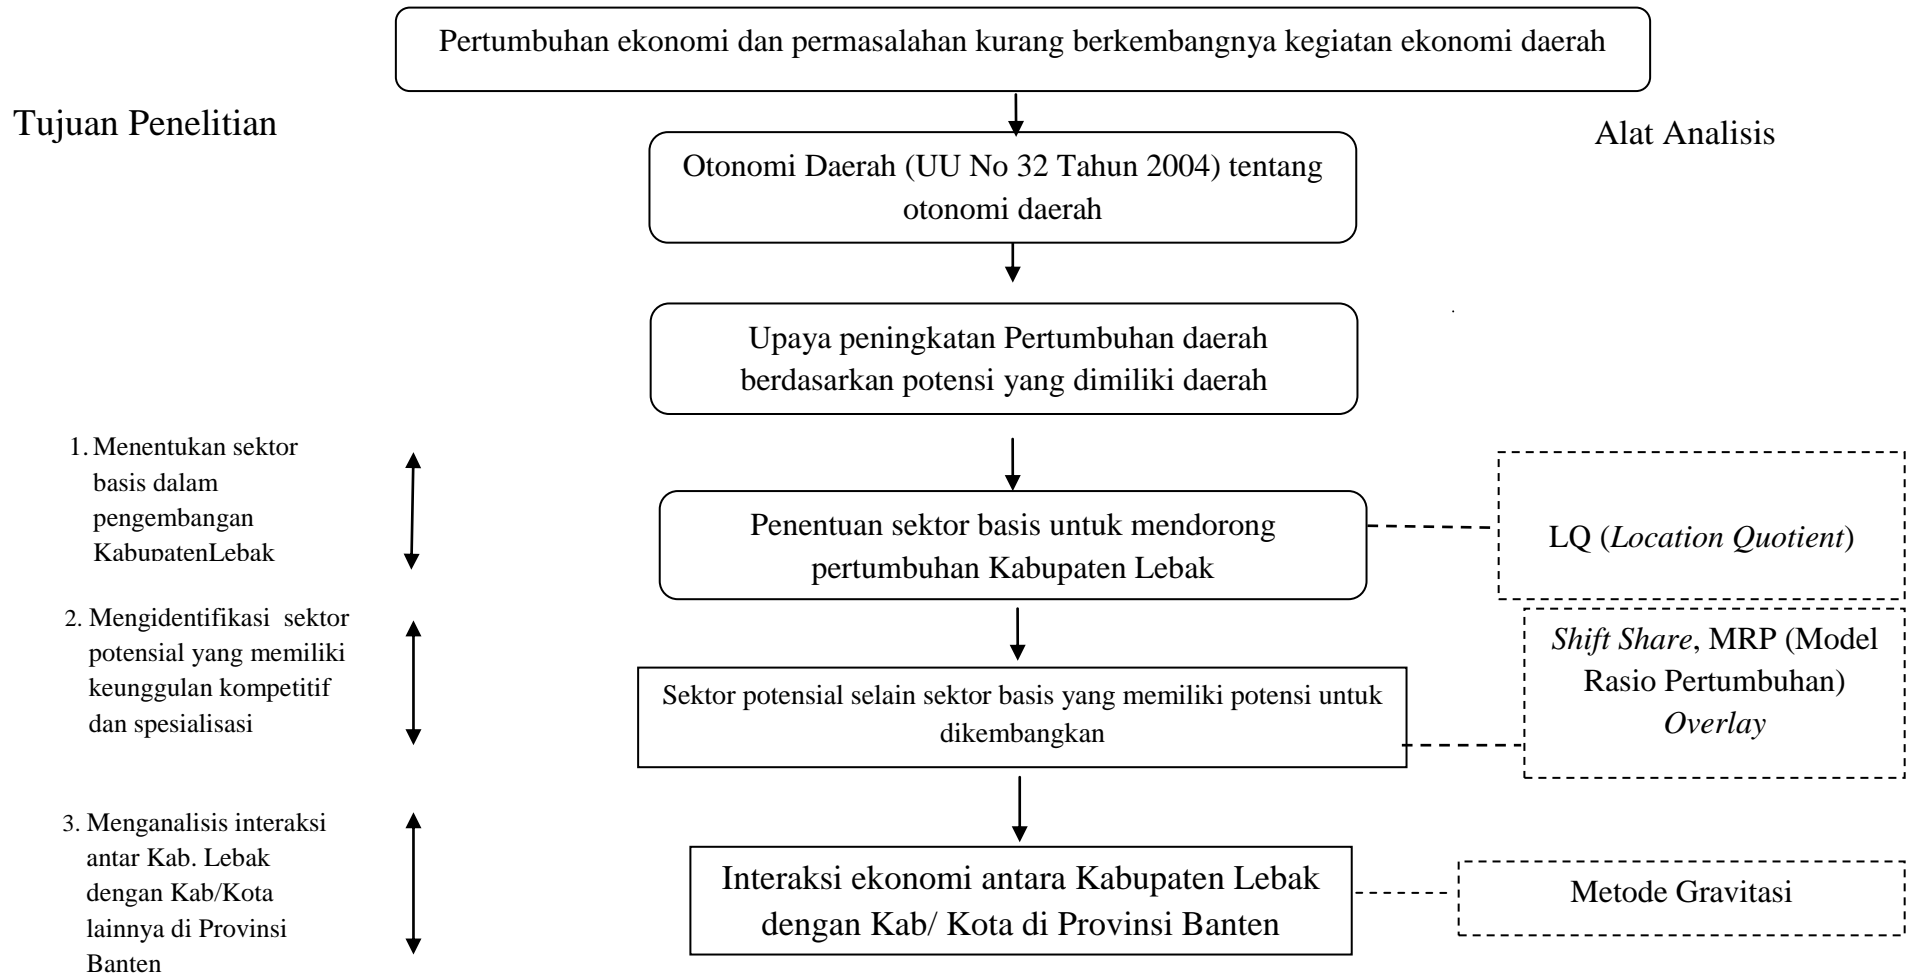 Pertumbuhan ekonomi dan permasalahan kurang berkembangnya kegiatan ekonomi daerah
Tujuan Penelitian
Alat Analisis
Otonomi Daerah (UU No 32 Tahun 2004) tentang
otonomi daerah
Upaya peningkatan Pertumbuhan daerah
berdasarkan potensi yang dimiliki daerah
1. Menentukan sektor
basis dalam
pengembangan
KabupatenLebak
Penentuan sektor basis untuk mendorong
pertumbuhan Kabupaten Lebak
LQ (Location Quotient)
2. Mengidentifikasi sektor
potensial yang memiliki
keunggulan kompetitif
dan spesialisasi
Sektor potensial selain sektor basis yang memiliki potensi untuk
dikembangkan
Shift Share, MRP (Model
Rasio Pertumbuhan)
Overlay
3. Menganalisis interaksi
antar Kab. Lebak
dengan Kab/Kota
lainnya di Provinsi
Banten
Interaksi ekonomi antara Kabupaten Lebak
dengan Kab/ Kota di Provinsi Banten
Metode Gravitasi